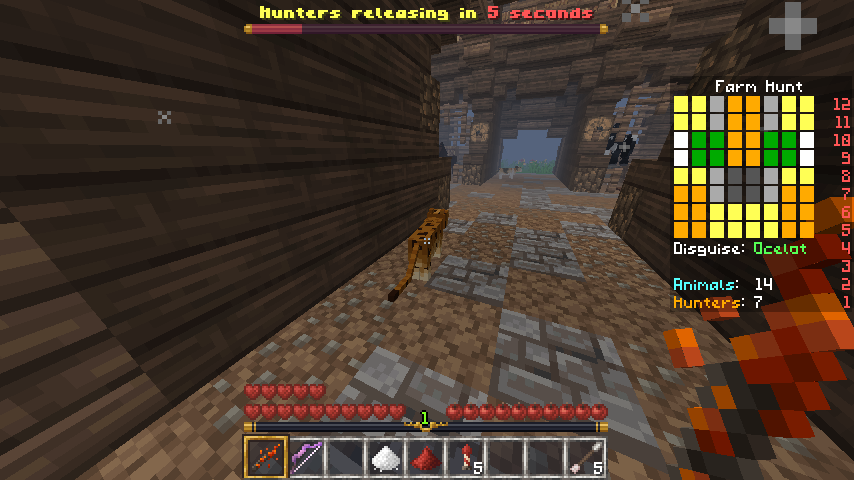 Hunters releasing in 5 seconds
Farm Hunt
12
11
10
9
8
7
6
5
Disguise: Ocelot 4
3
Animals: 14 2
Hunters: 7 1
1
5
5